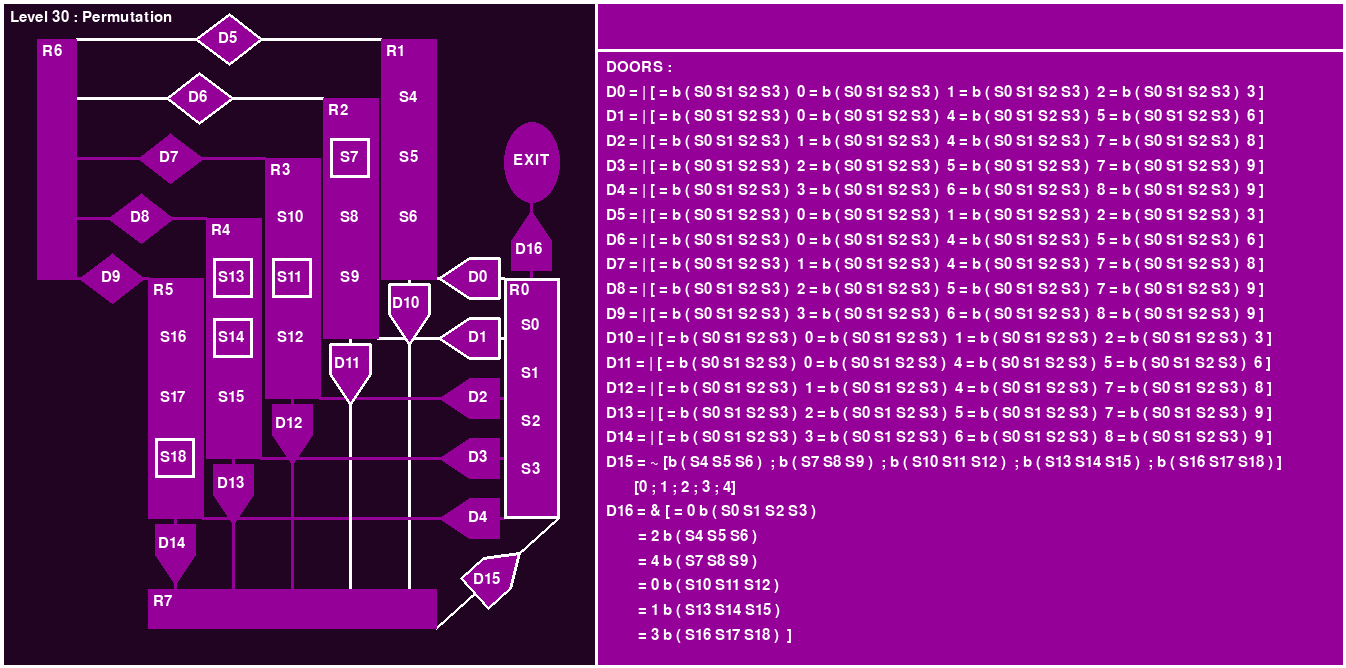 Level 30 : Permutation
D5
R6
R1
D6
S4
R2
D7
S7
S5
EXIT
R3
D8
S10
S8
S6
R4
D16
D9
S13
S11
S9
D0
R5
R0
D10
S16
S14
S12
D1
S0
D11
S17
S15
D2
S1
D12
S2
S18
D3
S3
D13
D4
D14
D15
R7
DOORS :
D0 = | [ = b ( S0 S1 S2 S3 ) 0 = b ( S0 S1 S2 S3 ) 1 = b ( S0 S1 S2 S3 ) 2 = b ( S0 S1 S2 S3 ) 3 ]
D1 = | [ = b ( S0 S1 S2 S3 ) 0 = b ( S0 S1 S2 S3 ) 4 = b ( S0 S1 S2 S3 ) 5 = b ( S0 S1 S2 S3 ) 6 ]
D2 = | [ = b ( S0 S1 S2 S3 ) 1 = b ( S0 S1 S2 S3 ) 4 = b ( S0 S1 S2 S3 ) 7 = b ( S0 S1 S2 S3 ) 8 ]
D3 = | [ = b ( S0 S1 S2 S3 ) 2 = b ( S0 S1 S2 S3 ) 5 = b ( S0 S1 S2 S3 ) 7 = b ( S0 S1 S2 S3 ) 9 ]
D4 = | [ = b ( S0 S1 S2 S3 ) 3 = b ( S0 S1 S2 S3 ) 6 = b ( S0 S1 S2 S3 ) 8 = b ( S0 S1 S2 S3 ) 9 ]
D5 = | [ = b ( S0 S1 S2 S3 ) 0 = b ( S0 S1 S2 S3 ) 1 = b ( S0 S1 S2 S3 ) 2 = b ( S0 S1 S2 S3 ) 3 ]
D6 = | [ = b ( S0 S1 S2 S3 ) 0 = b ( S0 S1 S2 S3 ) 4 = b ( S0 S1 S2 S3 ) 5 = b ( S0 S1 S2 S3 ) 6 ]
D7 = | [ = b ( S0 S1 S2 S3 ) 1 = b ( S0 S1 S2 S3 ) 4 = b ( S0 S1 S2 S3 ) 7 = b ( S0 S1 S2 S3 ) 8 ]
D8 = | [ = b ( S0 S1 S2 S3 ) 2 = b ( S0 S1 S2 S3 ) 5 = b ( S0 S1 S2 S3 ) 7 = b ( S0 S1 S2 S3 ) 9 ]
D9 = | [ = b ( S0 S1 S2 S3 ) 3 = b ( S0 S1 S2 S3 ) 6 = b ( S0 S1 S2 S3 ) 8 = b ( S0 S1 S2 S3 ) 9 ]
D10 = | [ = b ( S0 S1 S2 S3 ) 0 = b ( S0 S1 S2 S3 ) 1 = b ( S0 S1 S2 S3 ) 2 = b ( S0 S1 S2 S3 ) 3 ]
D11 = | [ = b ( S0 S1 S2 S3 ) 0 = b ( S0 S1 S2 S3 ) 4 = b ( S0 S1 S2 S3 ) 5 = b ( S0 S1 S2 S3 ) 6 ]
D12 = | [ = b ( S0 S1 S2 S3 ) 1 = b ( S0 S1 S2 S3 ) 4 = b ( S0 S1 S2 S3 ) 7 = b ( S0 S1 S2 S3 ) 8 ]
D13 = | [ = b ( S0 S1 S2 S3 ) 2 = b ( S0 S1 S2 S3 ) 5 = b ( S0 S1 S2 S3 ) 7 = b ( S0 S1 S2 S3 ) 9 ]
D14 = | [ = b ( S0 S1 S2 S3 ) 3 = b ( S0 S1 S2 S3 ) 6 = b ( S0 S1 S2 S3 ) 8 = b ( S0 S1 S2 S3 ) 9 ]
D15 = ~ [b ( S4 S5 S6 ) ; b ( S7 S8 S9 ) ; b ( S10 S11 S12 ) ; b ( S13 S14 S15 ) ; b ( S16 S17 S18 ) ]
[0 ; 1 ; 2 ; 3 ; 4]
D16 = & [ = 0 b ( S0 S1 S2 S3 )
= 2 b ( S4 S5 S6 )
= 4 b ( S7 S8 S9 )
= 0 b ( S10 S11 S12 )
= 1 b ( S13 S14 S15 )
= 3 b ( S16 S17 S18 ) ]